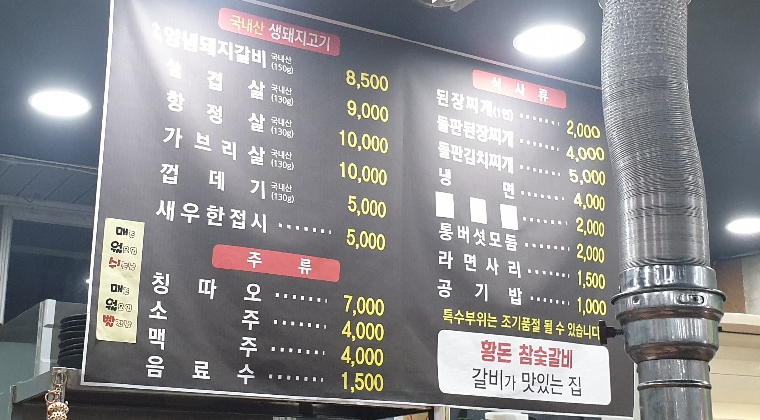 국내산 생돼지고기
양념돼지갈비 국내산 (150g) 8,500
삼겹살 국내산 (130g) 9,000
항정살 국내산 (130g) 10,000
가브리살 국내산 (130g) 10,000
껍데기 국내산 (130g) 5,000
새우한접시 5,000
주류
칭따오 7,000
소주 4,000
맥주 4,000
음료수 1,500
식사류
된장찌개(1인) 2,000
돌판된장찌개 4,000
돌판김치찌개 5,000
냉면 4,000
2,000
통버섯모듬 2,000
라면사리 1,500
공기밥 1,000
특수부위는 조기품절 될 수 있습니다
황돈 참숯갈비
갈비가 맛있는 집